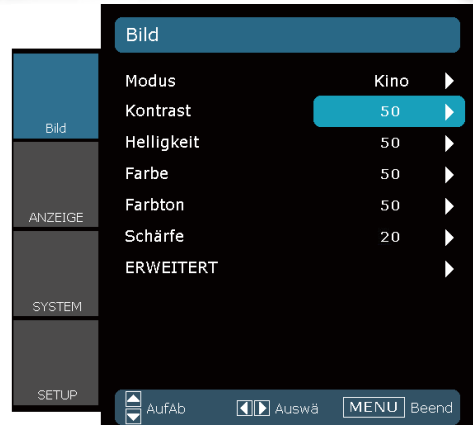 Bild
Modus Kino
Kontrast 50
Helligkeit 50
Farbe 50
Farbton 50
Schärfe 20
ERWEITERT
Bild
ANZEIGE
SYSTEM
SETUP
AufAb Auswä MENU Beend